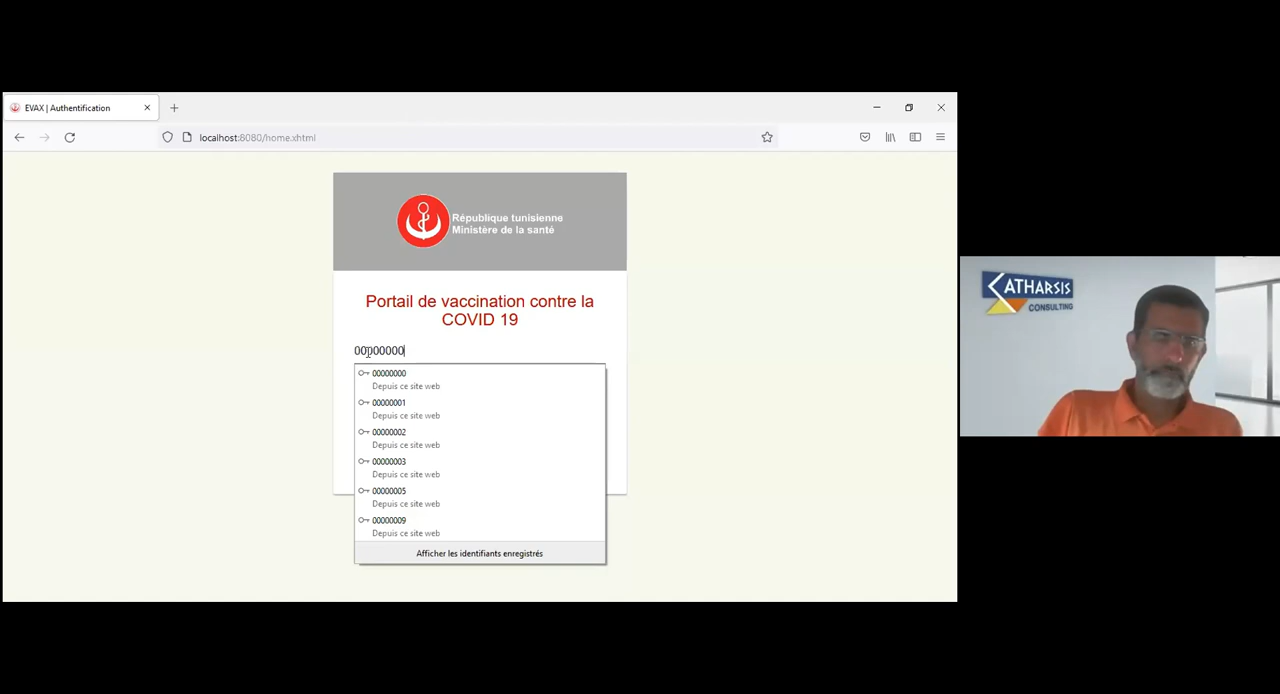 EVAX | Authentification
localhost:8080/home.xhtml
République tunisienne
Ministère de la santé
Portail de vaccination contre la
COVID 19
00000000
00000000
Depuis ce site web
00000001
Depuis ce site web
00000002
Depuis ce site web
00000003
Depuis ce site web
00000005
Depuis ce site web
00000009
Depuis ce site web
Afficher les identifiants enregistrés
KATHARSIS
CONSULTING